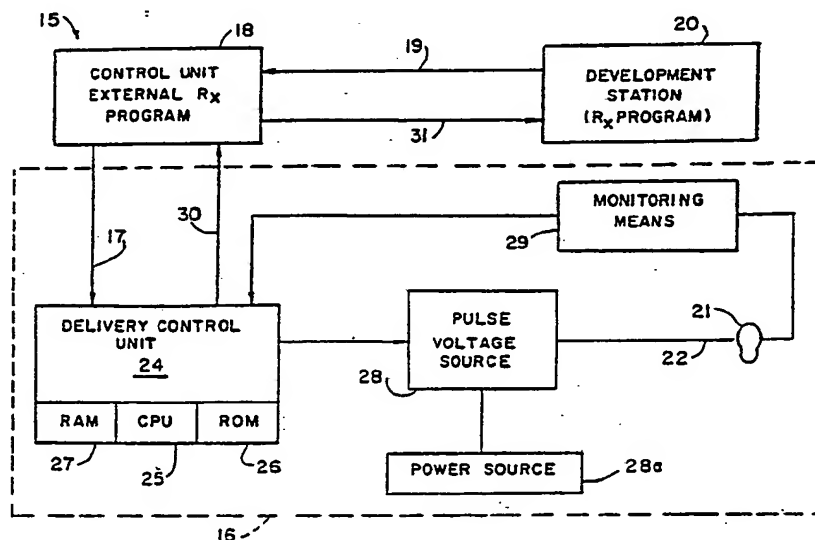 15
18
CONTROL UNIT
EXTERNAL Rx
PROGRAM
19
31
20
DEVELOPMENT
STATION
(Rx PROGRAM)
17
30
MONITORING
MEANS
29
DELIVERY CONTROL
UNIT
24
RAM CPU ROM
27 25 26
PULSE
VOLTAGE
SOURCE
28
21
22
POWER SOURCE
28a
16